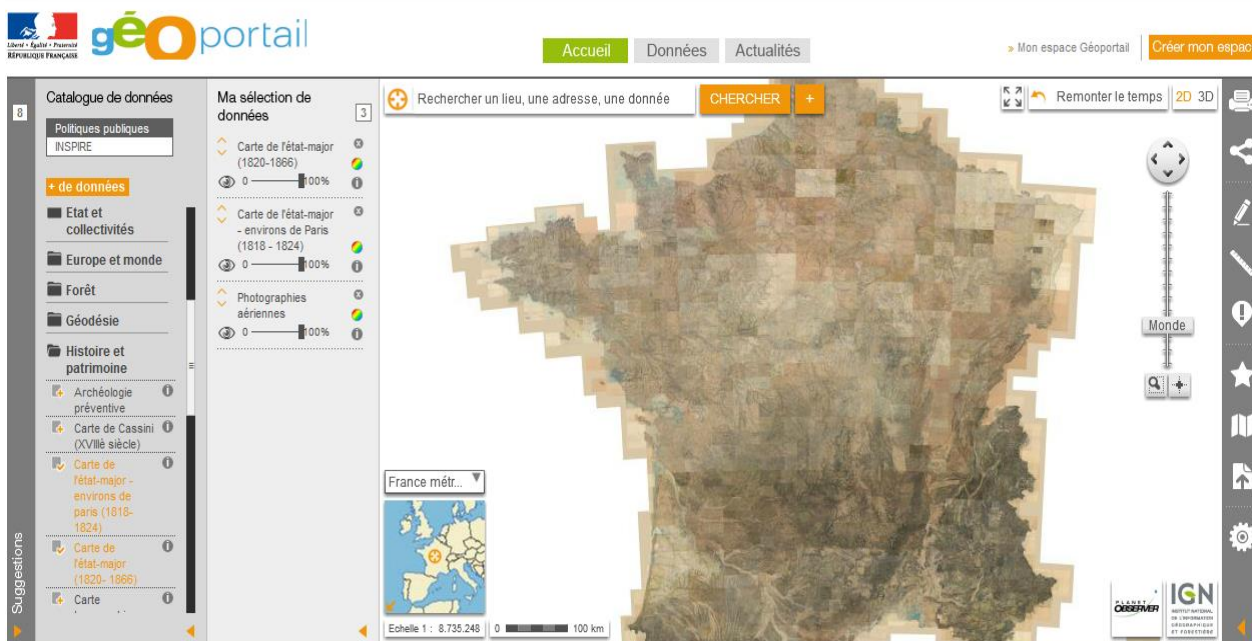 Liberté • Égalité • Fraternité
RÉPUBLIQUE FRANÇAISE
géoportail
Accueil
Données
Actualités
» Mon espace Géoportail
Créer mon espac
8
Catalogue de données
Politiques publiques
INSPIRE
+ de données
Etat et
collectivités
Europe et monde
Forêt
Géodésie
Histoire et
patrimoine
Archéologie
préventive
Carte de Cassini
(XVIIIè siècle)
Carte de
l'état-major -
environs de
paris (1818-
1824)
Carte de
l'état-major
(1820- 1866)
Carte
Suggestions
Ma sélection de
données
3
Carte de l'état-major
(1820-1866)
0 100%
Carte de l'état-major
- environs de Paris
(1818 - 1824)
0 100%
Photographies
aériennes
0 100%
Rechercher un lieu, une adresse, une donnée
CHERCHER
+
Remonter le temps
2D 3D
Monde
France métr...
Echelle 1 : 8.735.248
0 100 km
PLANET
OBSERVER
IGN
INSTITUT NATIONAL
DE L'INFORMATION
GÉOGRAPHIQUE
ET FORESTIÈRE